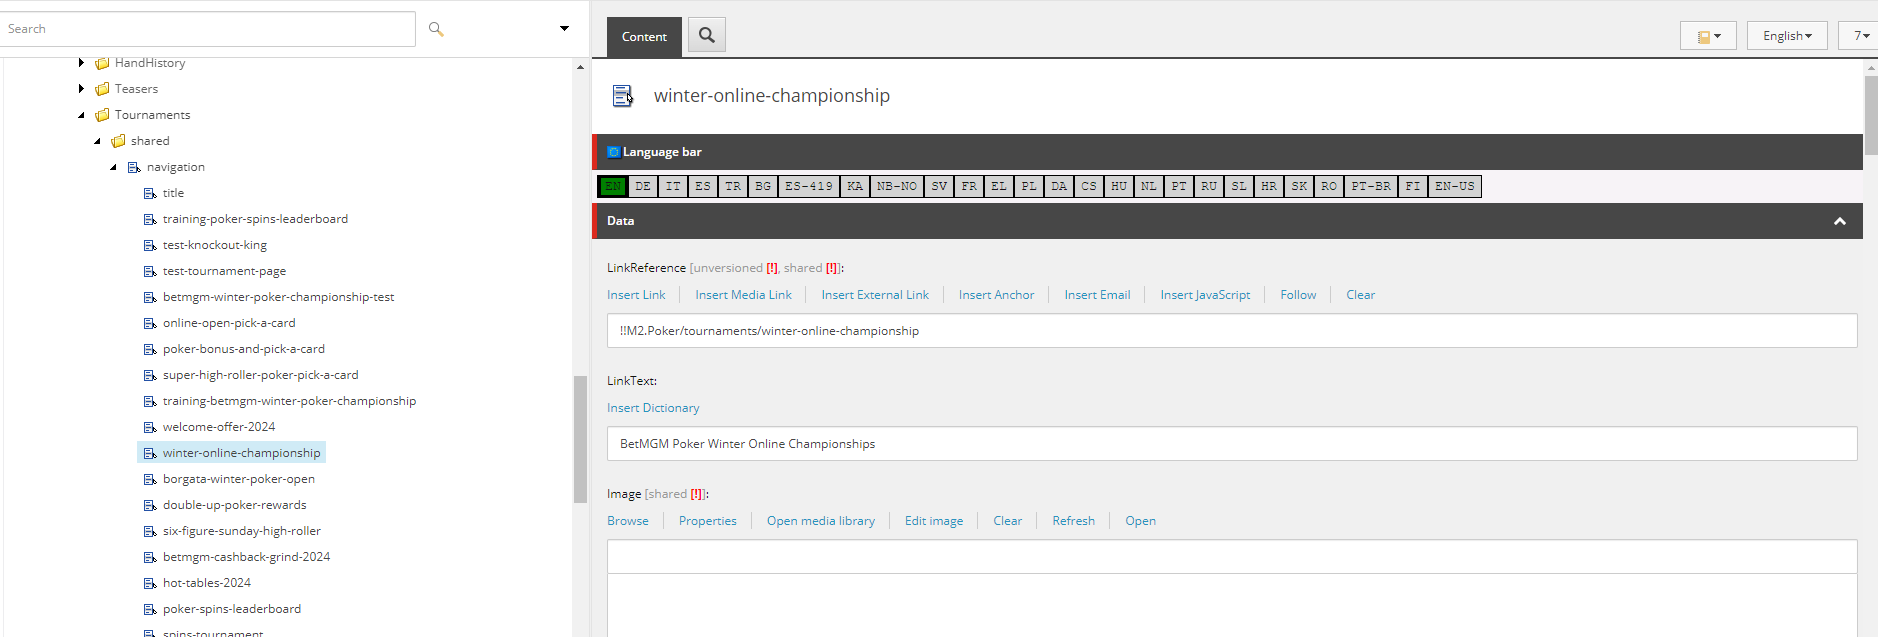 Search
HandHistory
Teasers
Tournaments
shared
navigation
title
training-poker-spins-leaderboard
test-knockout-king
test-tournament-page
betmgm-winter-poker-championship-test
online-open-pick-a-card
poker-bonus-and-pick-a-card
super-high-roller-poker-pick-a-card
training-betmgm-winter-poker-championship
welcome-offer-2024
winter-online-championship
borgata-winter-poker-open
double-up-poker-rewards
six-figure-sunday-high-roller
betmgm-cashback-grind-2024
hot-tables-2024
poker-spins-leaderboard
spins-tournament
Content
English
7
winter-online-championship
Language bar
EN DE IT ES TR BG ES-419 KA NB-NO SV FR EL PL DA CS HU NL PT RU SL HR SK RO PT-BR FI EN-US
Data
LinkReference [unversioned [!], shared [!]]:
Insert Link Insert Media Link Insert External Link Insert Anchor Insert Email Insert JavaScript Follow Clear
!!M2.Poker/tournaments/winter-online-championship
LinkText:
Insert Dictionary
BetMGM Poker Winter Online Championships
Image [shared [!]]:
Browse Properties Open media library Edit image Clear Refresh Open